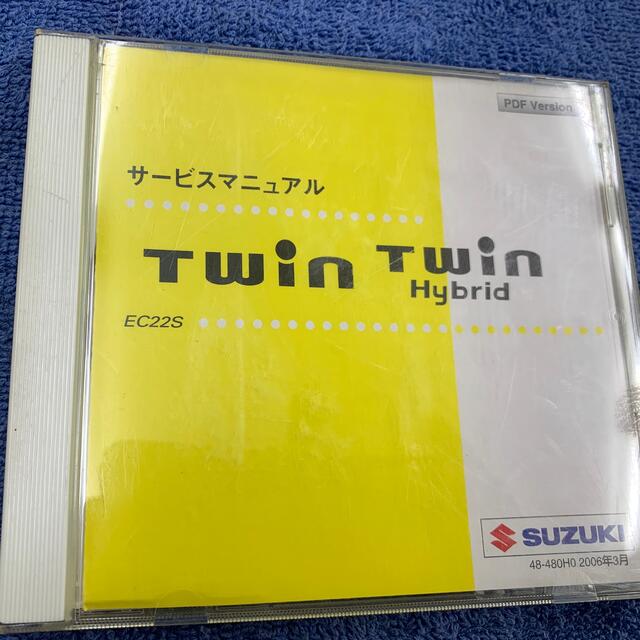 PDF Version
サービスマニュアル
Twin Twin
Hybrid
EC22S
SUZUKI
48-480H0 2006年3月